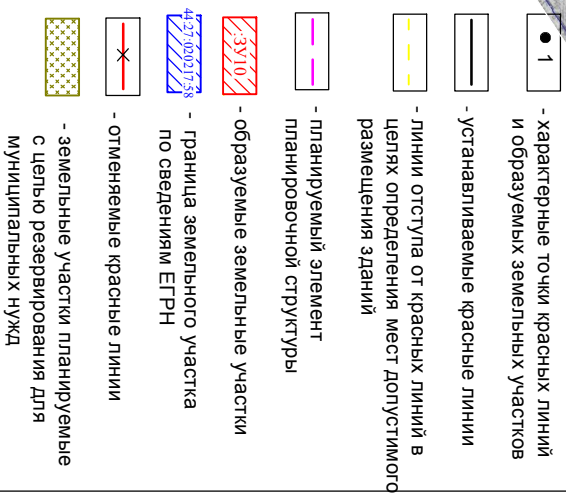 1
- характерные точки красных линий
и образуемых земельных участков
- устанавливаемые красные линии
- линии отступа от красных линий в
целях определения мест допустимого
размещения зданий
- планируемый элемент
планировочной структуры
:ЗУ10
- образуемые земельные участки
44:27:020217:58
- граница земельного участка
по сведениям ЕГРН
- отменяемые красные линии
- земельные участки планируемые
с целью резервирования для
муниципальных нужд